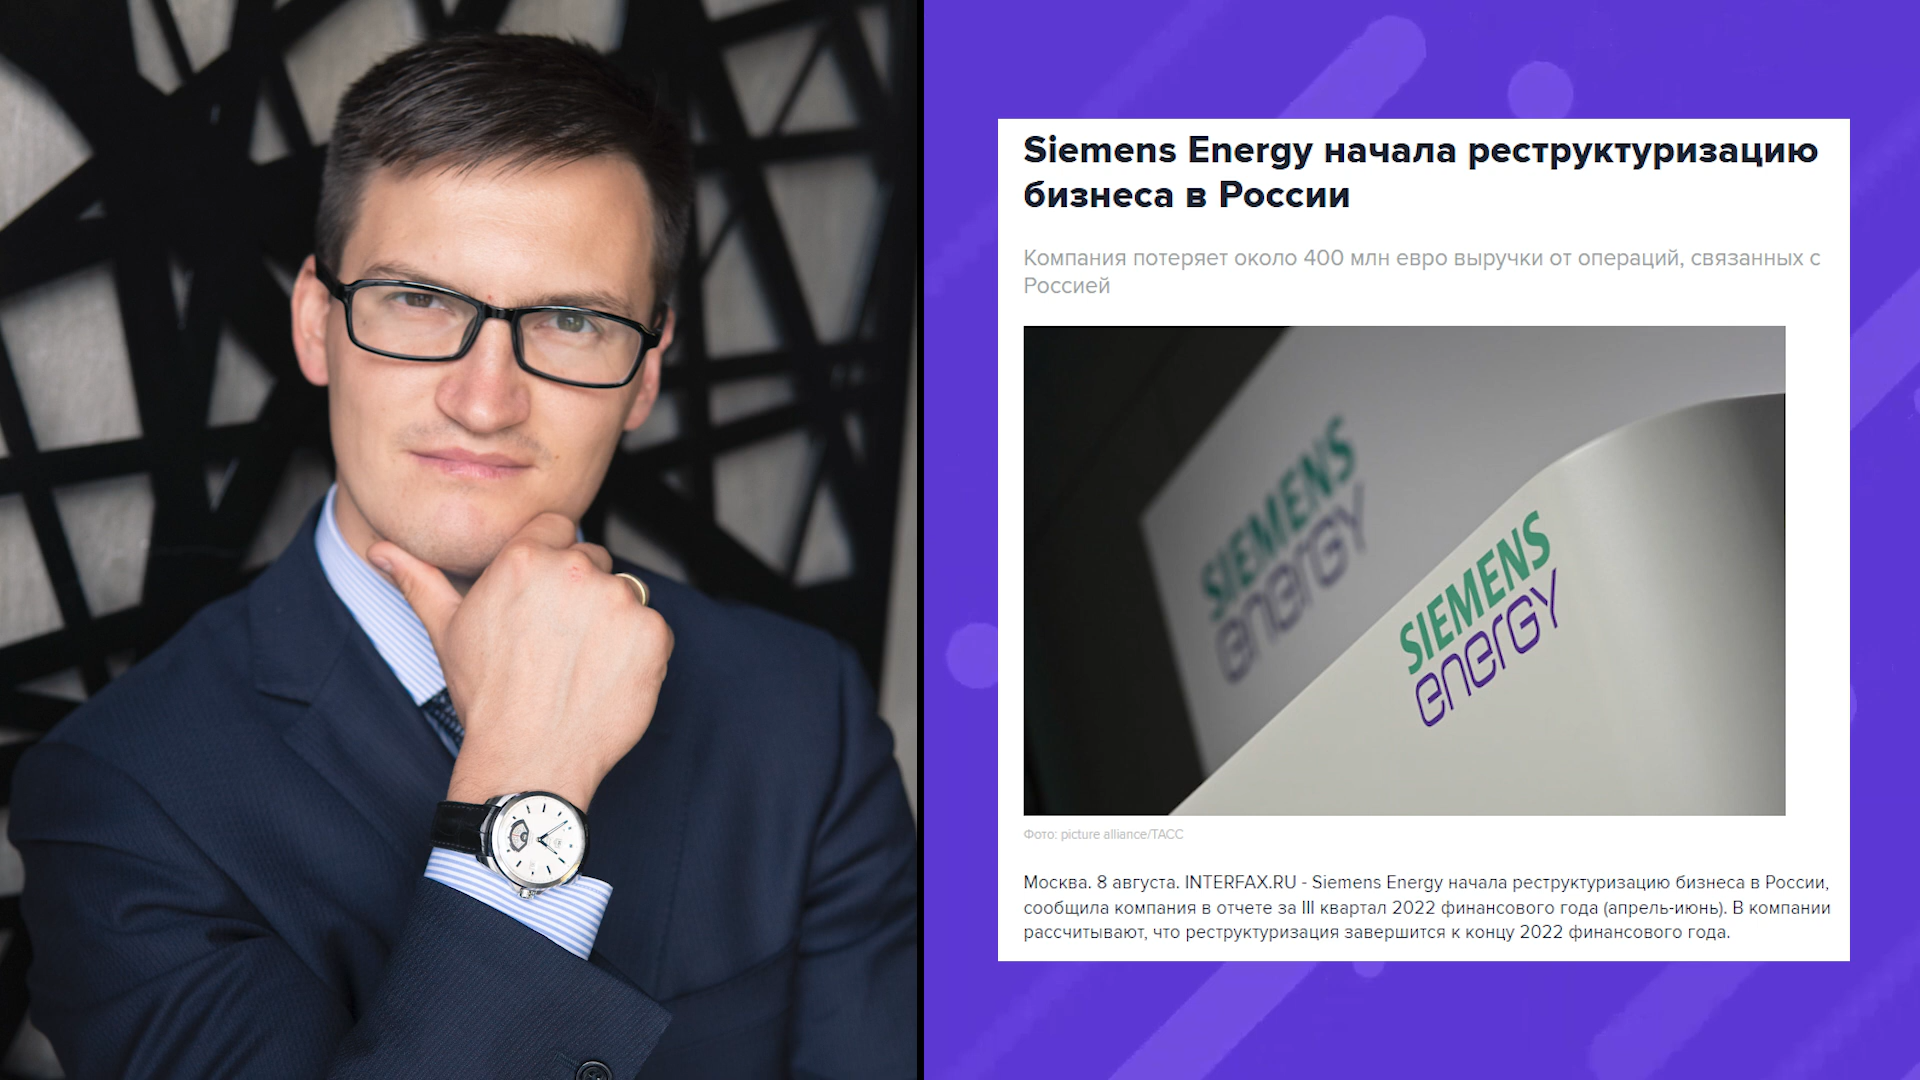 Siemens Energy начала реструктуризацию
бизнеса в России
Компания потеряет около 400 млн евро выручки от операций, связанных с
Россией
SIEMENS
energy
SIEMENS
energy
Фото: picture alliance/ТАСС
Москва. 8 августа. INTERFAX.RU - Siemens Energy начала реструктуризацию бизнеса в России,
сообщила компания в отчете за III квартал 2022 финансового года (апрель-июнь). В компании
рассчитывают, что реструктуризация завершится к концу 2022 финансового года.